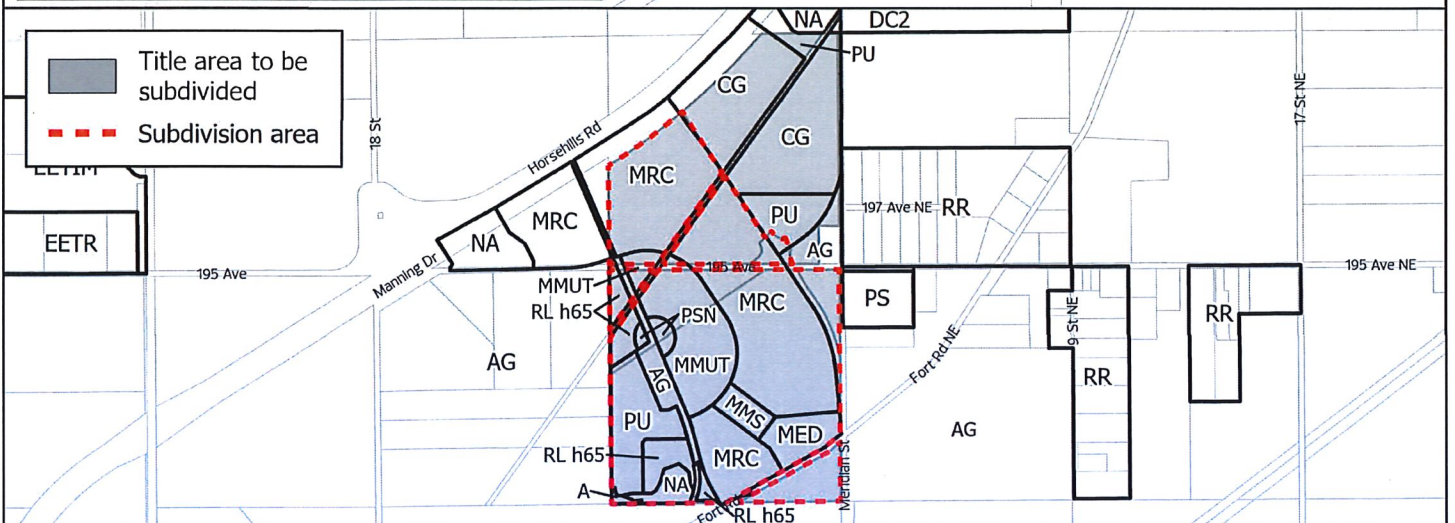 NA
DC2
PU
Title area to be
subdivided
Subdivision area
CG
CG
18 St
17 St NE
Horsehills Rd
EETIM
MRC
197 Ave NE
RR
PU
EETR
MRC
NA
AG
195 Ave
Manning Dr
195 Ave
195 Ave NE
MMUT
MRC
PS
RL h65
PSN
9 St NE
RR
Fort Rd NE
AG
MMUT
AG
RR
MMS
PU
MED
AG
RL h65
MRC
Meridian St
NA
A
Fort Rd
RL h65